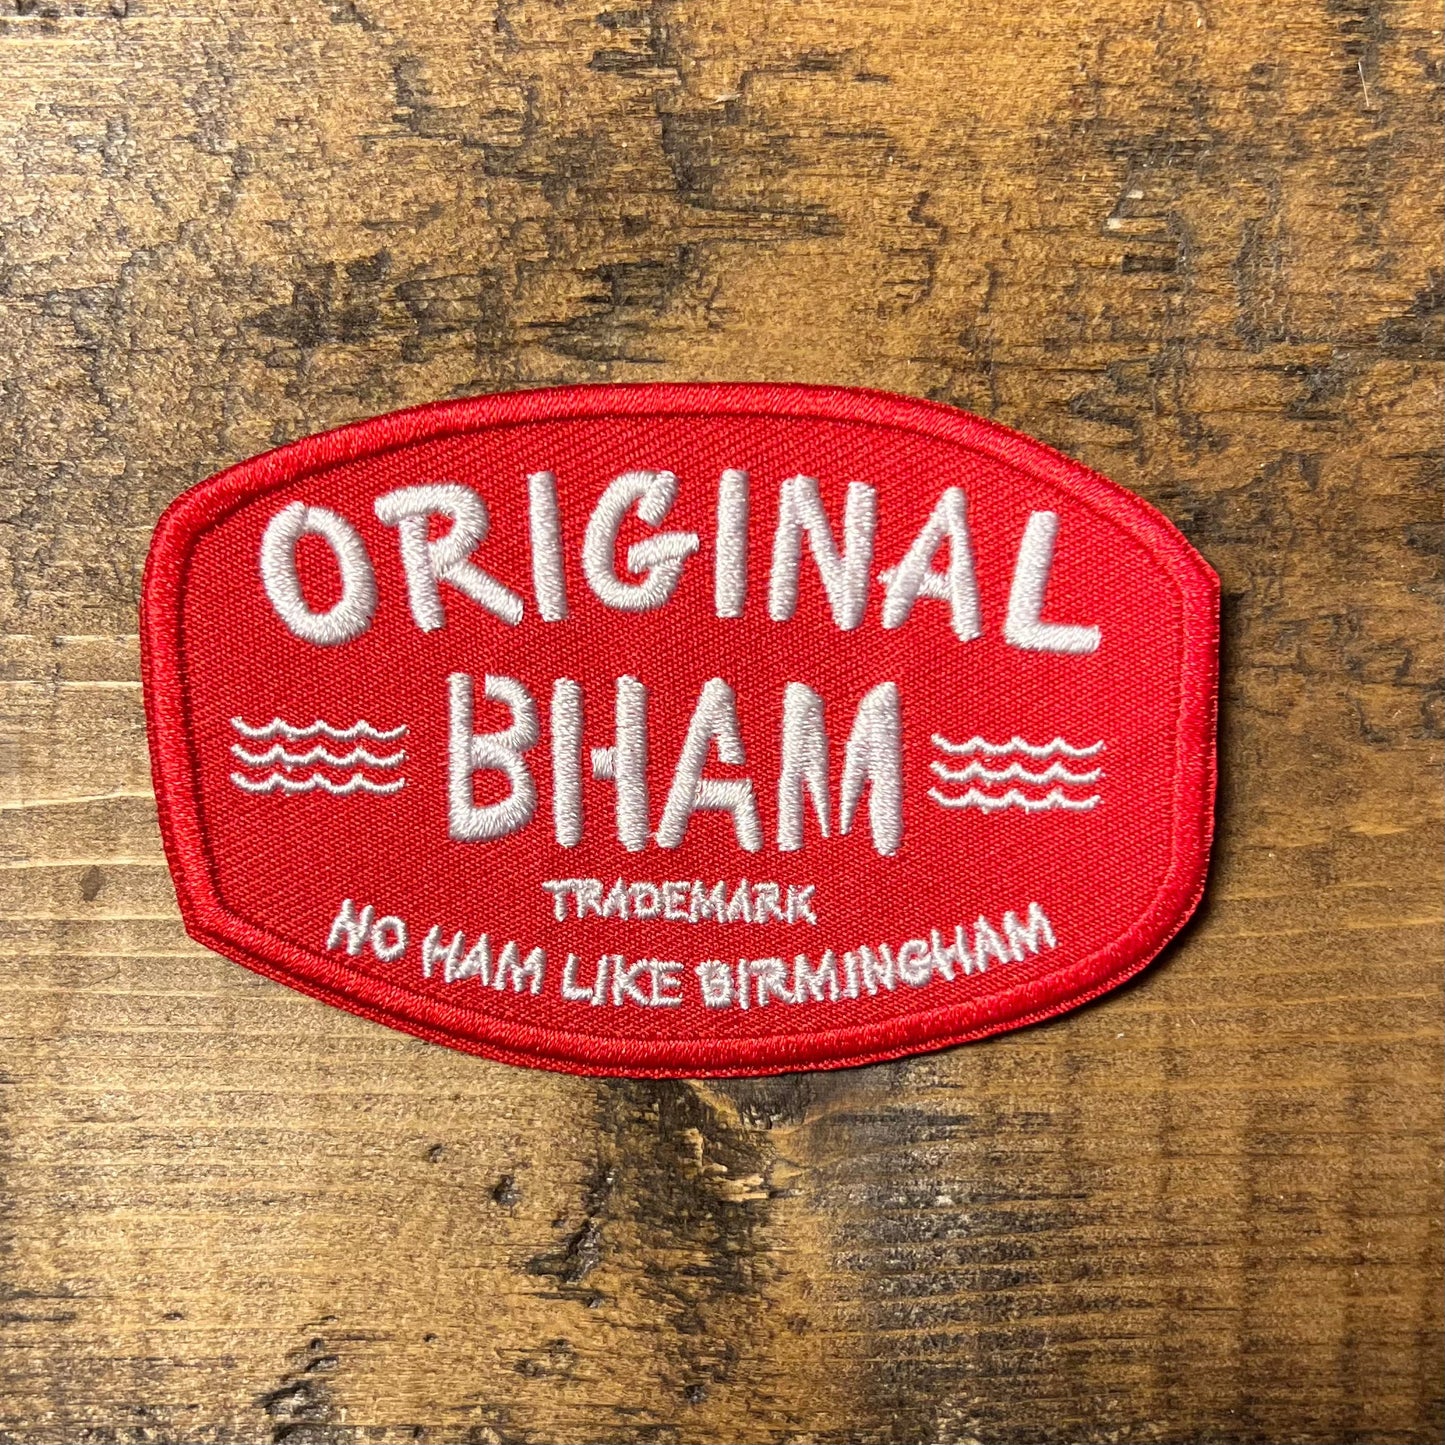 ORIGINAL
BHAM
TRADEMARK
NO HAM LIKE BIRMINGHAM